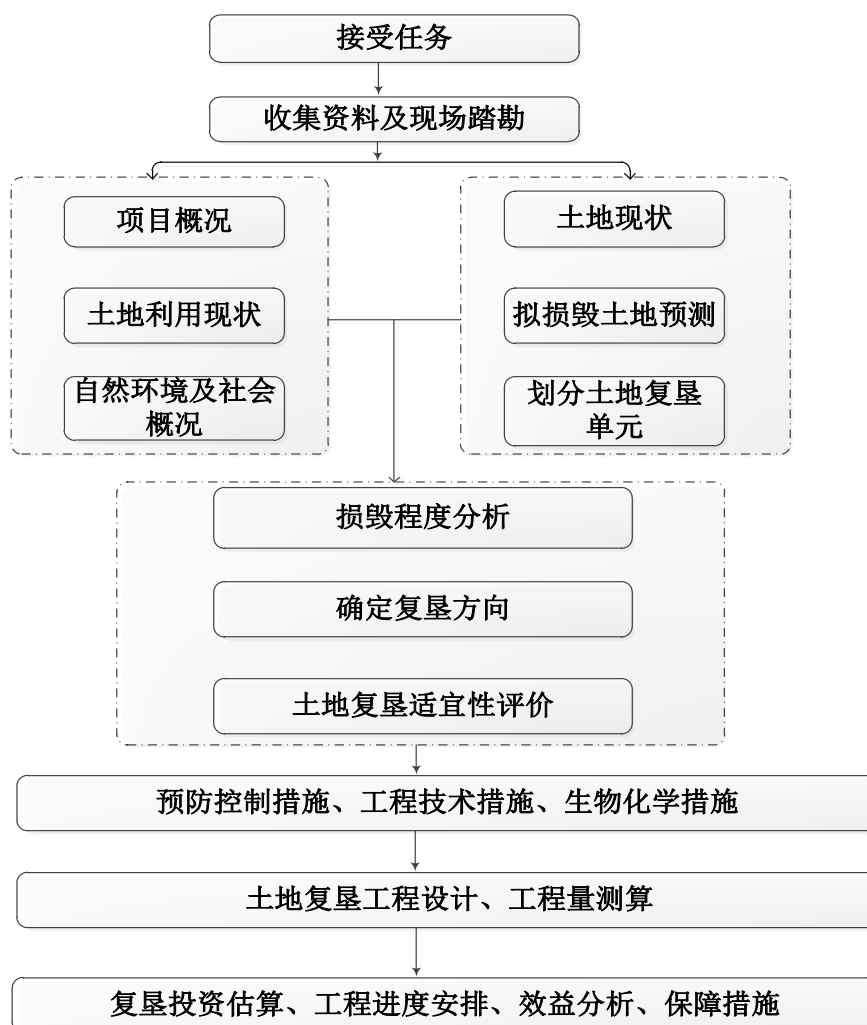 接受任务
收集资料及现场踏勘
项目概况
土地利用现状
自然环境及社会
概况
土地现状
拟损毁土地预测
划分土地复垦
单元
损毁程度分析
确定复垦方向
土地复垦适宜性评价
预防控制措施、工程技术措施、生物化学措施
土地复垦工程设计、工程量测算
复垦投资估算、工程进度安排、效益分析、保障措施